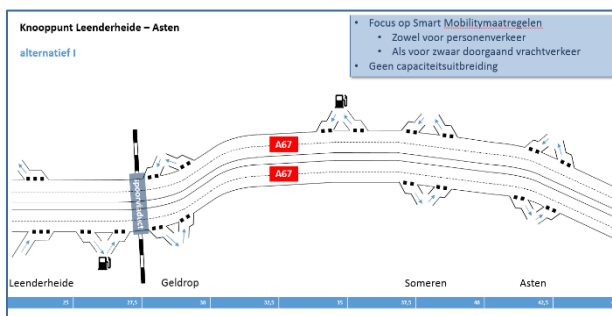 Knooppunt Leenderheide – Asten
alternatief I
• Focus op Smart Mobilitymaatregelen
• Zowel voor personenverkeer
• Als voor zwaar doorgaand vrachtverkeer
• Geen capaciteitsuitbreiding
A67
A67
Leenderheide
Geldrop
Someren
Asten
25
27,5
30
32,5
35
37,5
40
42,5